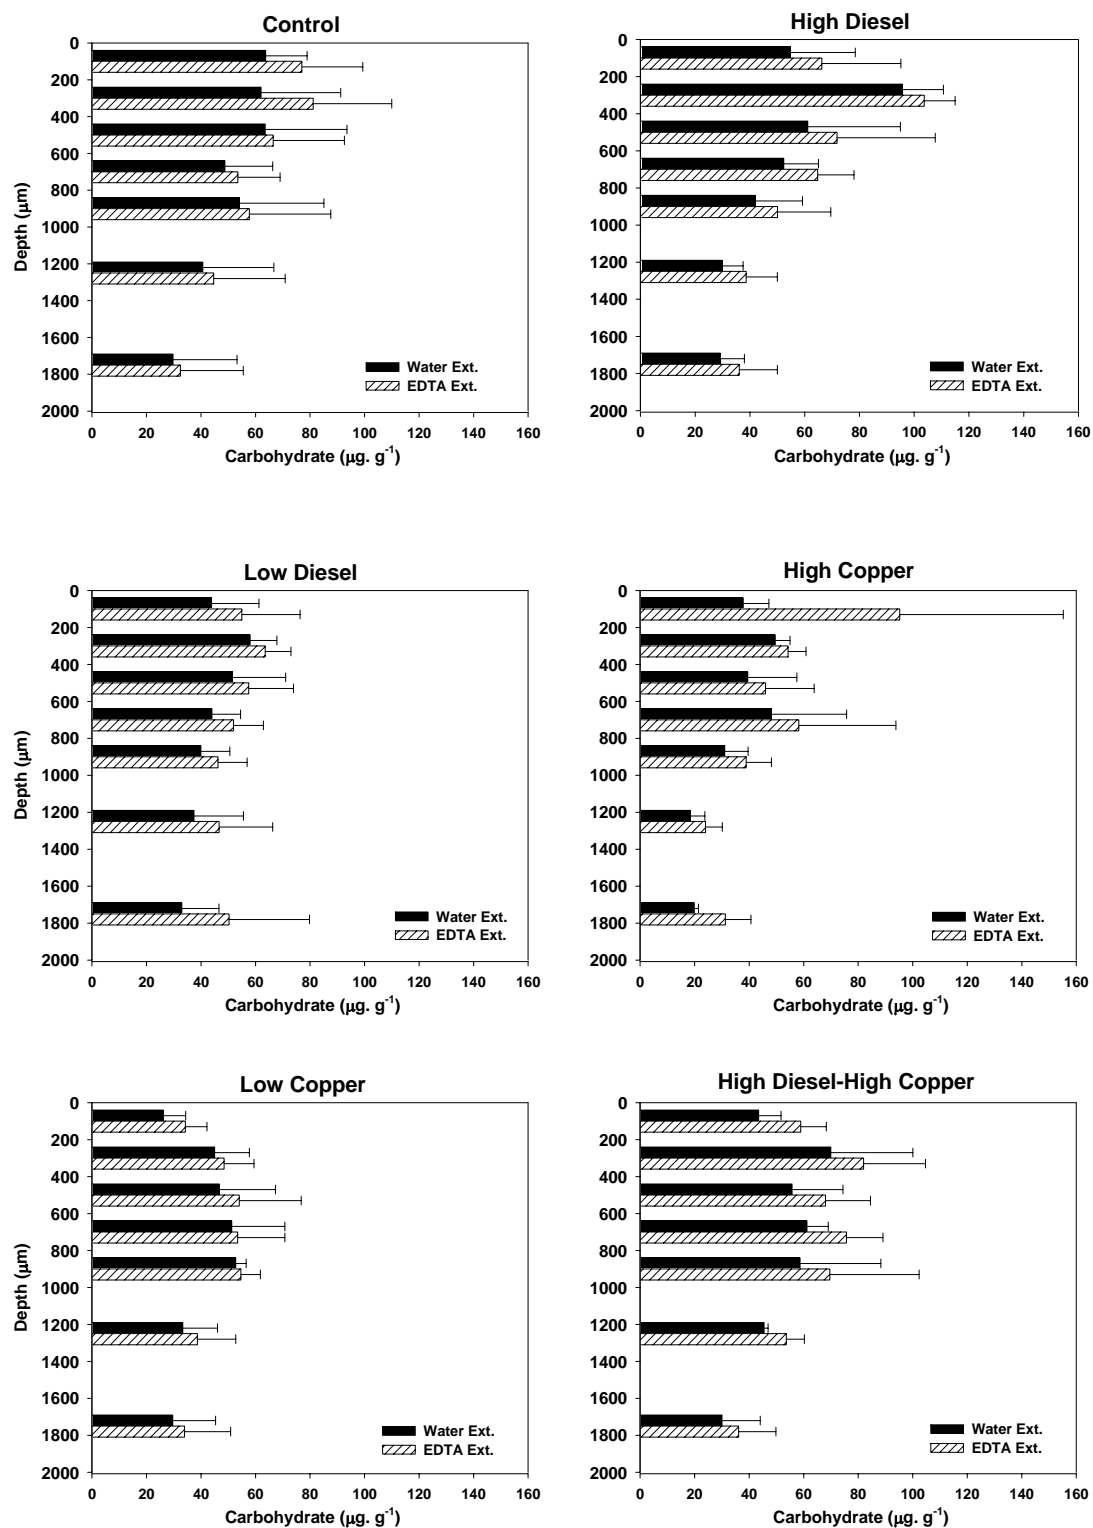 Control
0
200
400
600
800
1000
1200
1400
1600
1800
2000
Depth (μm)
Water Ext.
EDTA Ext.
0 20 40 60 80 100 120 140 160
Carbohydrate (μg. g⁻¹)
High Diesel
0
200
400
600
800
1000
1200
1400
1600
1800
2000
Water Ext.
EDTA Ext.
0 20 40 60 80 100 120 140 160
Carbohydrate (μg. g⁻¹)
Low Diesel
0
200
400
600
800
1000
1200
1400
1600
1800
2000
Depth (μm)
Water Ext.
EDTA Ext.
0 20 40 60 80 100 120 140 160
Carbohydrate (μg. g⁻¹)
High Copper
0
200
400
600
800
1000
1200
1400
1600
1800
2000
Water Ext.
EDTA Ext.
0 20 40 60 80 100 120 140 160
Carbohydrate (μg. g⁻¹)
Low Copper
0
200
400
600
800
1000
1200
1400
1600
1800
2000
Depth (μm)
Water Ext.
EDTA Ext.
0 20 40 60 80 100 120 140 160
Carbohydrate (μg. g⁻¹)
High Diesel-High Copper
0
200
400
600
800
1000
1200
1400
1600
1800
2000
Water Ext.
EDTA Ext.
0 20 40 60 80 100 120 140 160
Carbohydrate (μg. g⁻¹)